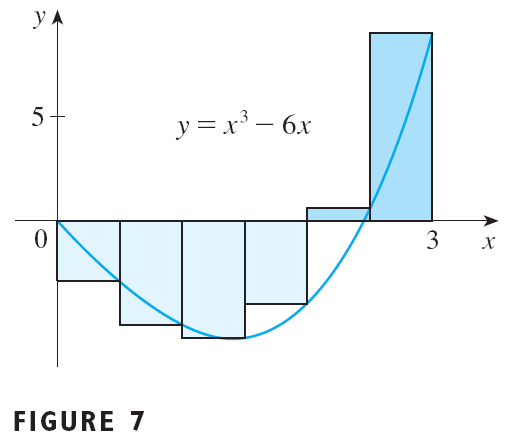 y
5
y = x³ – 6x
0
3
x
FIGURE 7